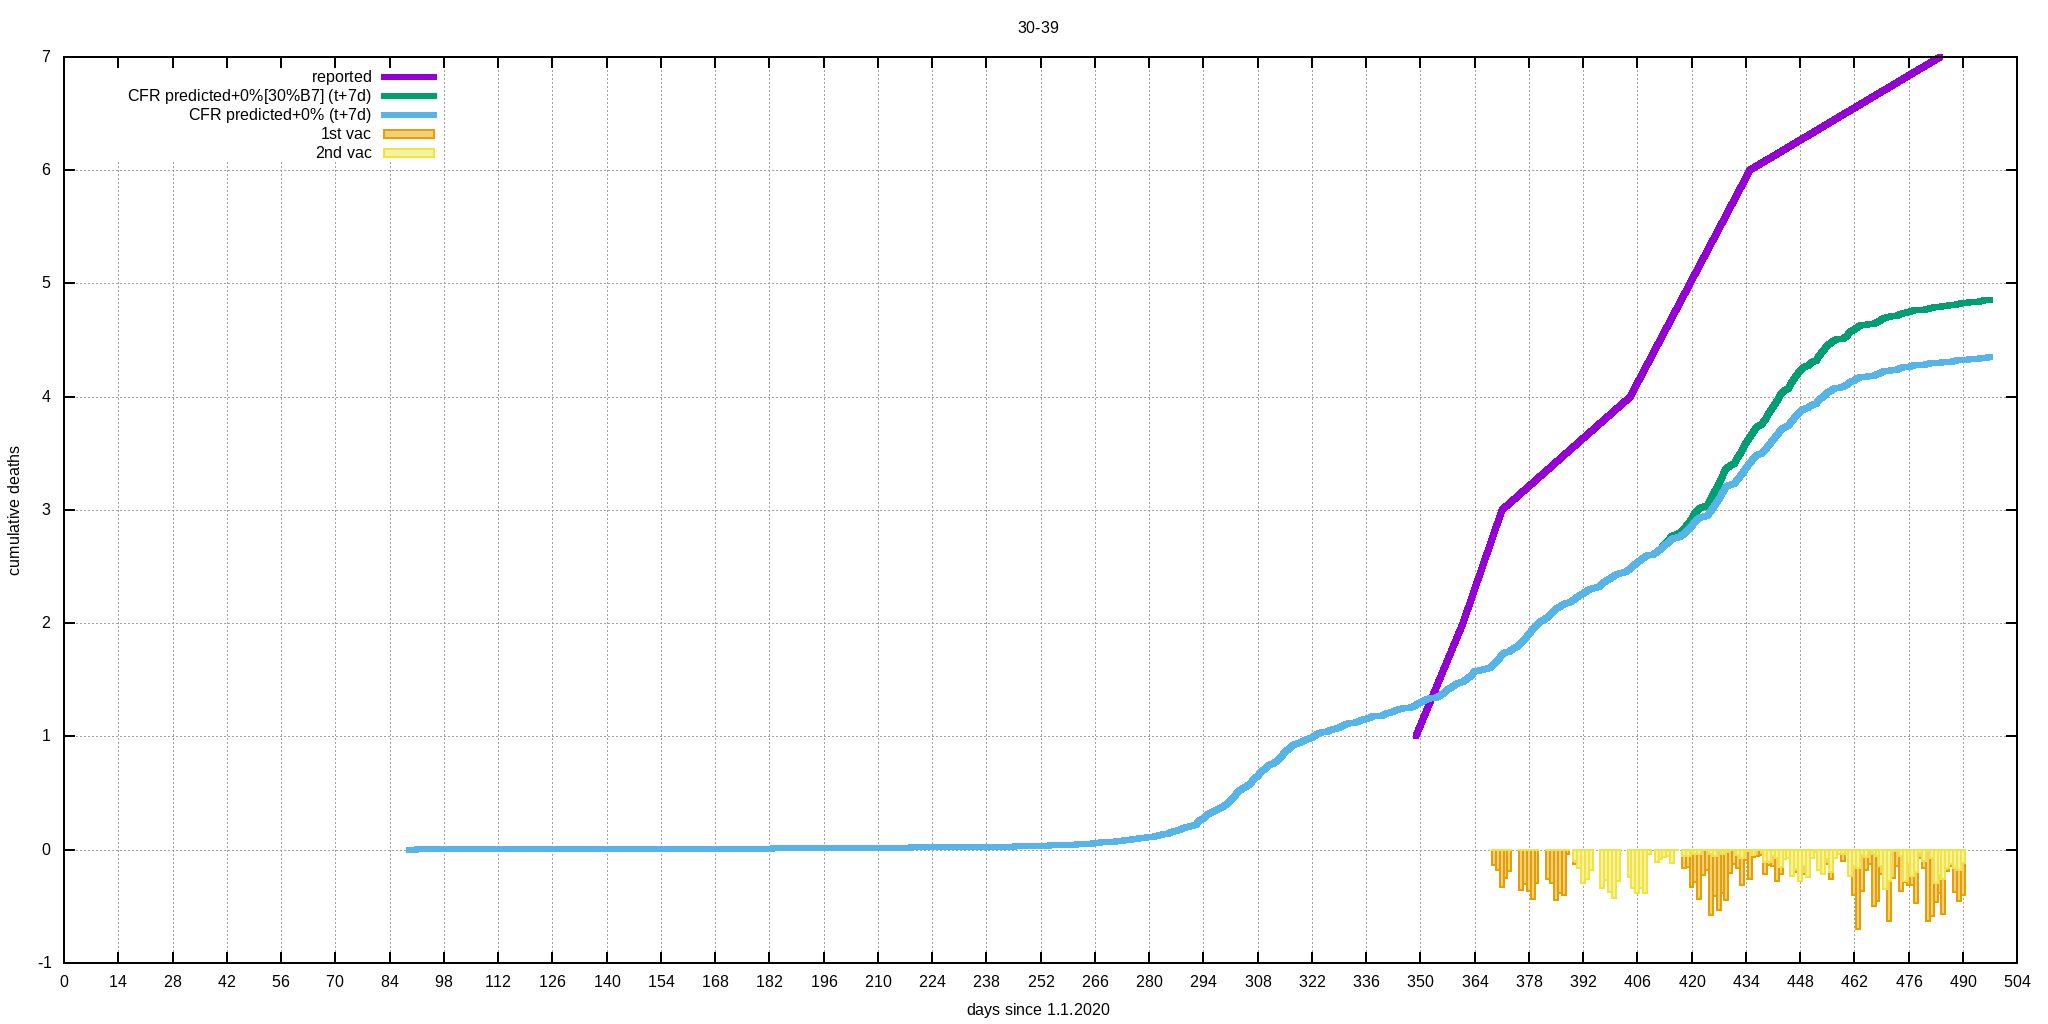 30-39
reported
CFR predicted+0%[30%B7] (t+7d)
CFR predicted+0% (t+7d)
1st vac
2nd vac
7
6
5
4
3
2
1
0
-1
cumulative deaths
0 14 28 42 56 70 84 98 112 126 140 154 168 182 196 210 224 238 252 266 280 294 308 322 336 350 364 378 392 406 420 434 448 462 476 490 504
days since 1.1.2020